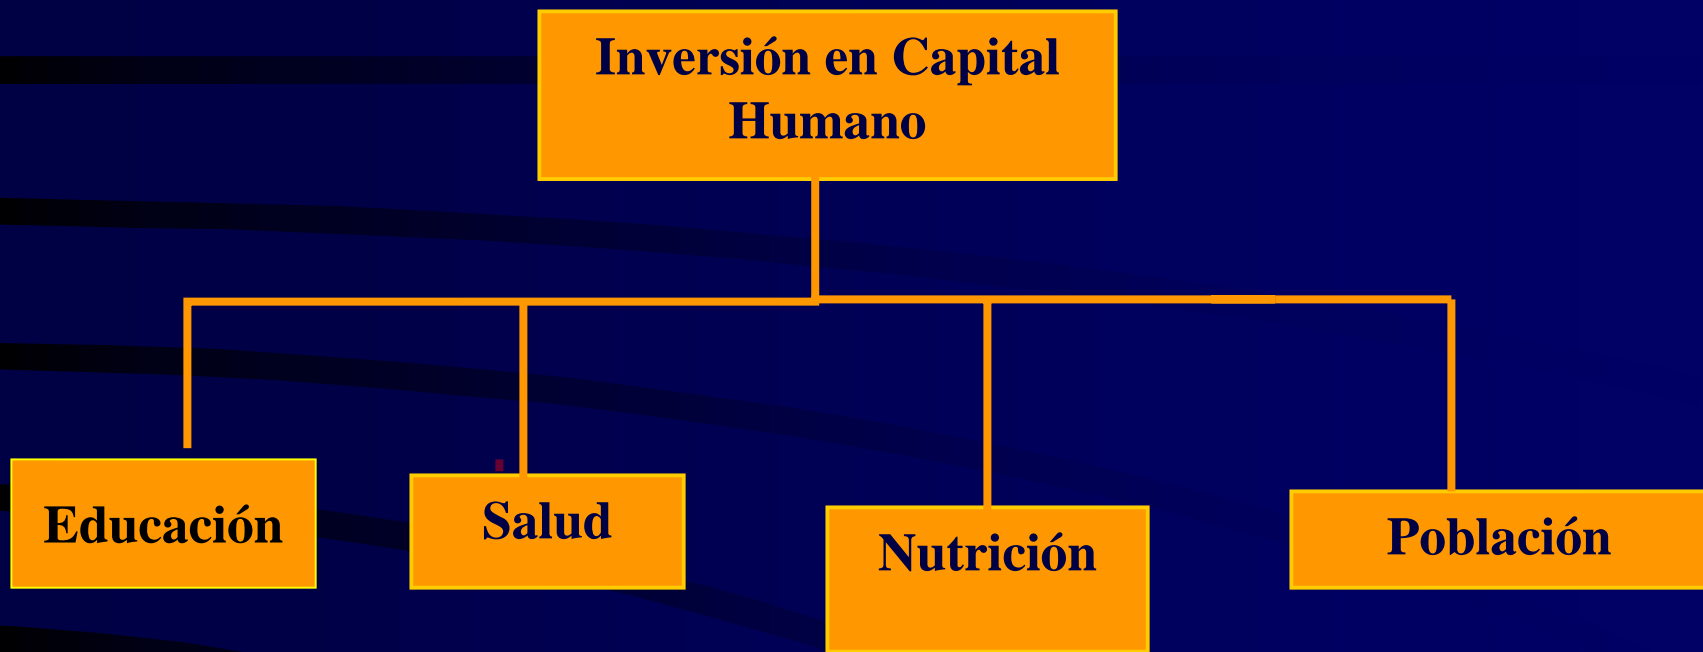 Inversión en Capital
Humano
Educación
Salud
Nutrición
Población